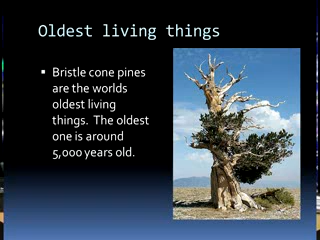 Oldest living things
Bristle cone pines
are the worlds
oldest living
things. The oldest
one is around
5,000 years old.